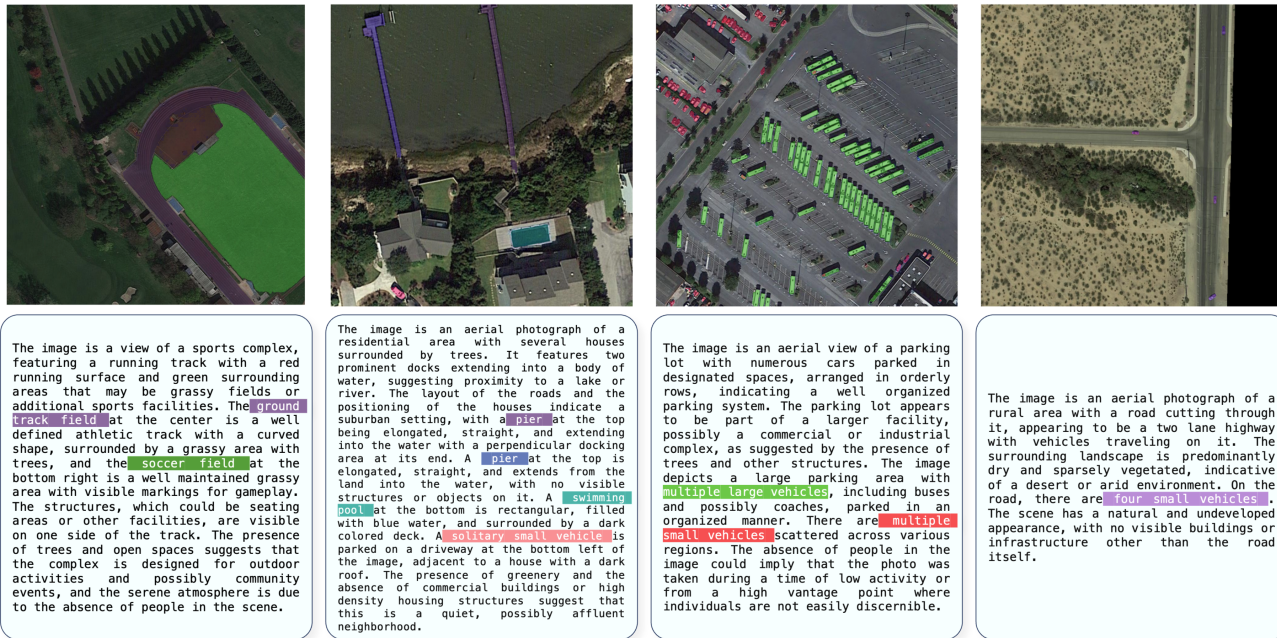 The image is a view of a sports complex,
featuring a running track with a red
running surface and green surrounding
areas that may be grassy fields or
additional sports facilities. The ground
track field at the center is a well
defined athletic track with a curved
shape, surrounded by a grassy area with
trees, and the soccer field at the
bottom right is a well maintained grassy
area with visible markings for gameplay.
The structures, which could be seating
areas or other facilities, are visible
on one side of the track. The presence
of trees and open spaces suggests that
the complex is designed for outdoor
activities and possibly community
events, and the serene atmosphere is due
to the absence of people in the scene.
The image is an aerial photograph of a
residential area with several houses
surrounded by trees. It features two
prominent docks extending into a body of
water, suggesting proximity to a lake or
river. The layout of the roads and the
positioning of the houses indicate a
suburban setting, with a pier at the top
being elongated, straight, and extending
into the water with a perpendicular docking
area at its end. A pier at the top is
elongated, straight, and extends from the
land into the water, with no visible
structures or objects on it. A swimming
pool at the bottom is rectangular, filled
with blue water, and surrounded by a dark
colored deck. A solitary small vehicle is
parked on a driveway at the bottom left of
the image, adjacent to a house with a dark
roof. The presence of greenery and the
absence of commercial buildings or high
density housing structures suggest that
this is a quiet, possibly affluent
neighborhood.
The image is an aerial view of a parking
lot with numerous cars parked in
designated spaces, arranged in orderly
rows, indicating a well organized
parking system. The parking lot appears
to be part of a larger facility,
possibly a commercial or industrial
complex, as suggested by the presence of
trees and other structures. The image
depicts a large parking area with
multiple large vehicles, including buses
and possibly coaches, parked in an
organized manner. There are multiple
small vehicles scattered across various
regions. The absence of people in the
image could imply that the photo was
taken during a time of low activity or
from a high vantage point where
individuals are not easily discernible.
The image is an aerial photograph of a
rural area with a road cutting through
it, appearing to be a two lane highway
with vehicles traveling on it. The
surrounding landscape is predominantly
dry and sparsely vegetated, indicative
of a desert or arid environment. On the
road, there are four small vehicles .
The scene has a natural and undeveloped
appearance, with no visible buildings or
infrastructure other than the road
itself.